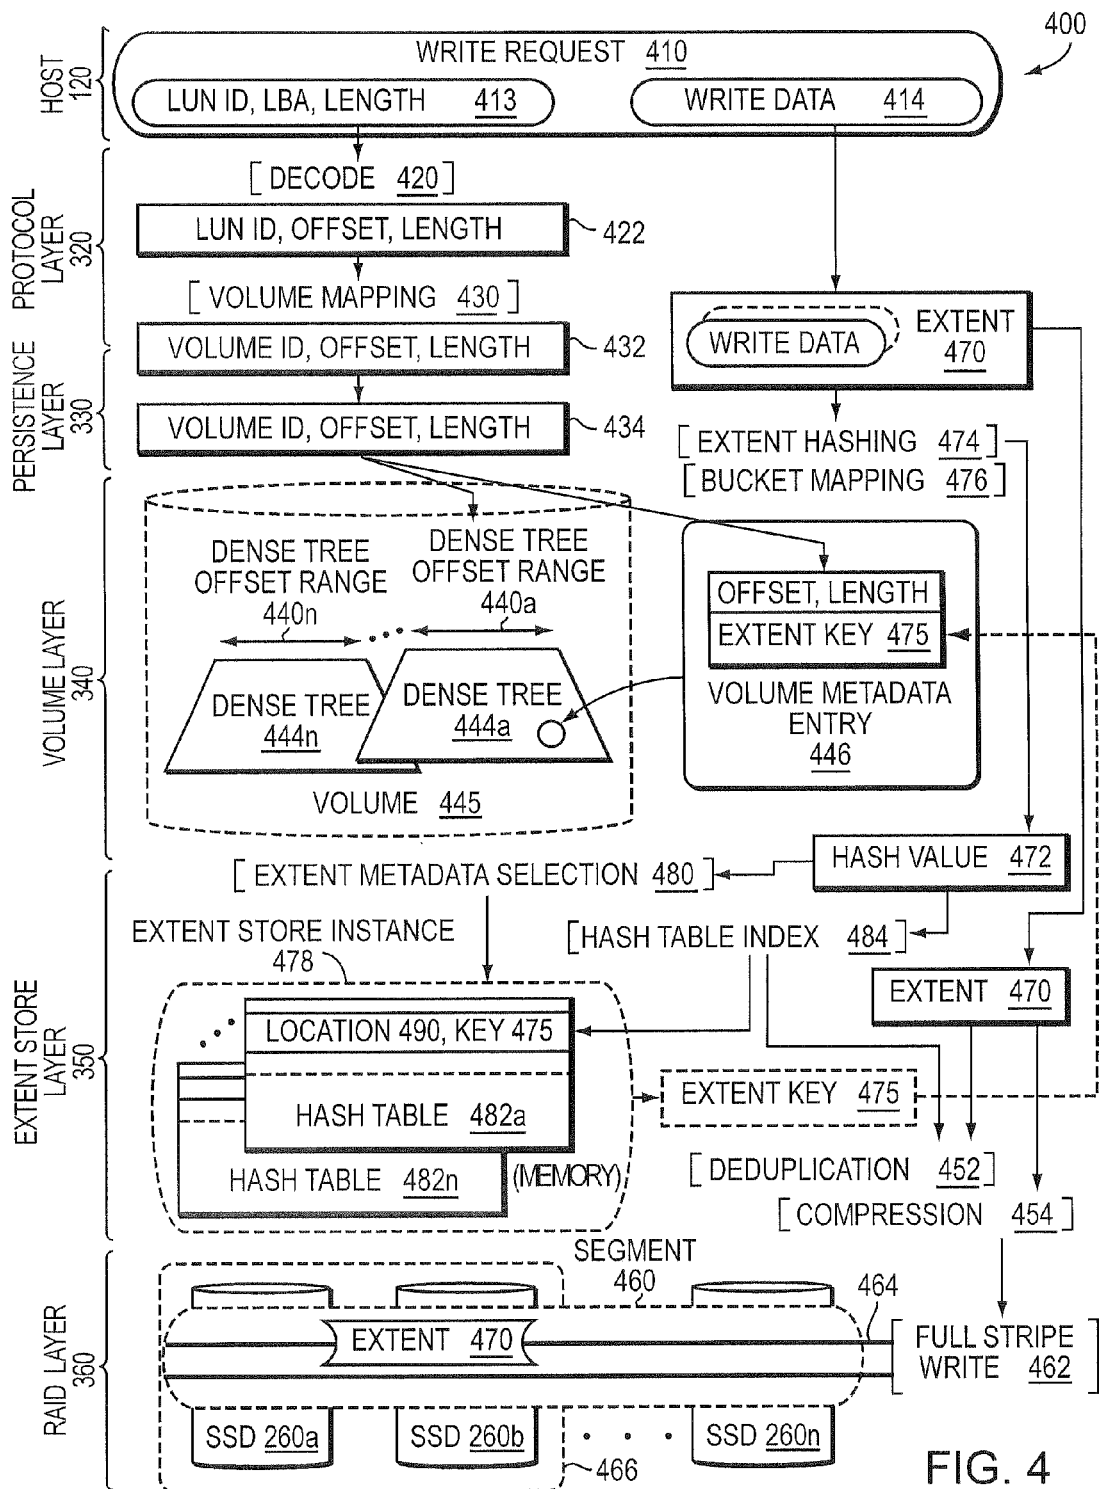 400
HOST
120
WRITE REQUEST 410
LUN ID, LBA, LENGTH 413
WRITE DATA 414
PROTOCOL
LAYER
320
[DECODE 420]
LUN ID, OFFSET, LENGTH
422
[VOLUME MAPPING 430]
VOLUME ID, OFFSET, LENGTH
432
WRITE DATA
EXTENT
470
PERSISTENCE
LAYER
330
VOLUME ID, OFFSET, LENGTH
434
[EXTENT HASHING 474]
[BUCKET MAPPING 476]
VOLUME LAYER
340
DENSE TREE
OFFSET RANGE
440n
DENSE TREE
OFFSET RANGE
440a
DENSE TREE
444n
DENSE TREE
444a
VOLUME 445
OFFSET, LENGTH
EXTENT KEY 475
VOLUME METADATA
ENTRY
446
HASH VALUE 472
EXTENT STORE
LAYER
350
[EXTENT METADATA SELECTION 480]
EXTENT STORE INSTANCE
478
[HASH TABLE INDEX 484]
EXTENT 470
LOCATION 490, KEY 475
HASH TABLE 482a
HASH TABLE 482n
(MEMORY)
EXTENT KEY 475
[DEDUPLICATION 452]
[COMPRESSION 454]
RAID LAYER
360
SEGMENT
460
464
EXTENT 470
[FULL STRIPE
WRITE 462]
SSD 260a
SSD 260b
SSD 260n
466
FIG. 4